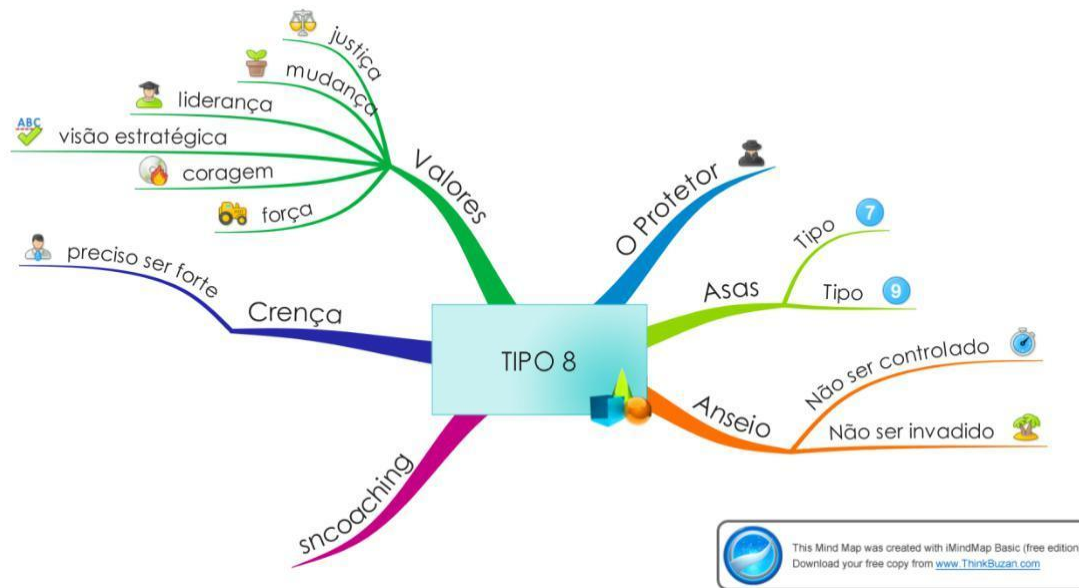 TIPO 8
O Protetor
Asas
Tipo 7
Tipo 9
Anseio
Não ser controlado
Não ser invadido
sncoaching
Crença
preciso ser forte
Valores
justiça
mudança
liderança
ABC
visão estratégica
coragem
força
This Mind Map was created with iMindMap Basic (free edition
Download your free copy from www.ThinkBuzan.com